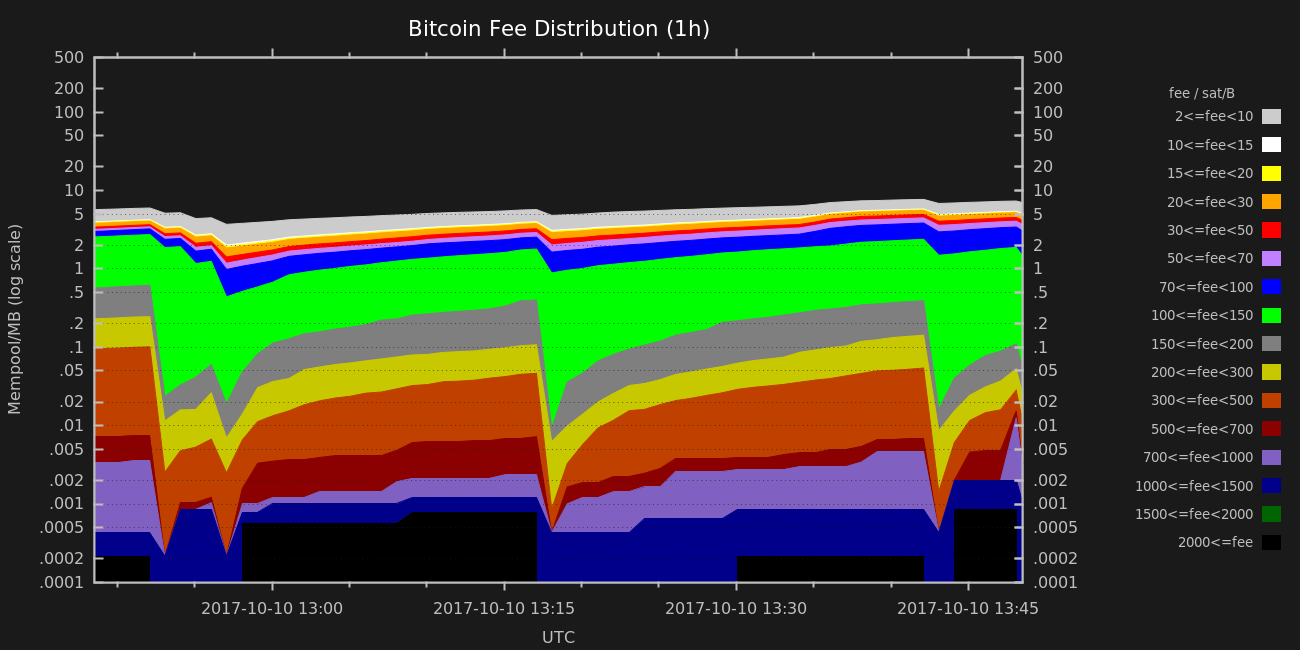 Bitcoin Fee Distribution (1h)
Mempool/MB (log scale)
500
200
100
50
20
10
5
2
1
.5
.2
.1
.05
.02
.01
.005
.002
.001
.0005
.0002
.0001
500
200
100
50
20
10
5
2
1
.5
.2
.1
.05
.02
.01
.005
.002
.001
.0005
.0002
.0001
2017-10-10 13:00
2017-10-10 13:15
2017-10-10 13:30
2017-10-10 13:45
UTC
fee / sat/B
2<=fee<10
10<=fee<15
15<=fee<20
20<=fee<30
30<=fee<50
50<=fee<70
70<=fee<100
100<=fee<150
150<=fee<200
200<=fee<300
300<=fee<500
500<=fee<700
700<=fee<1000
1000<=fee<1500
1500<=fee<2000
2000<=fee